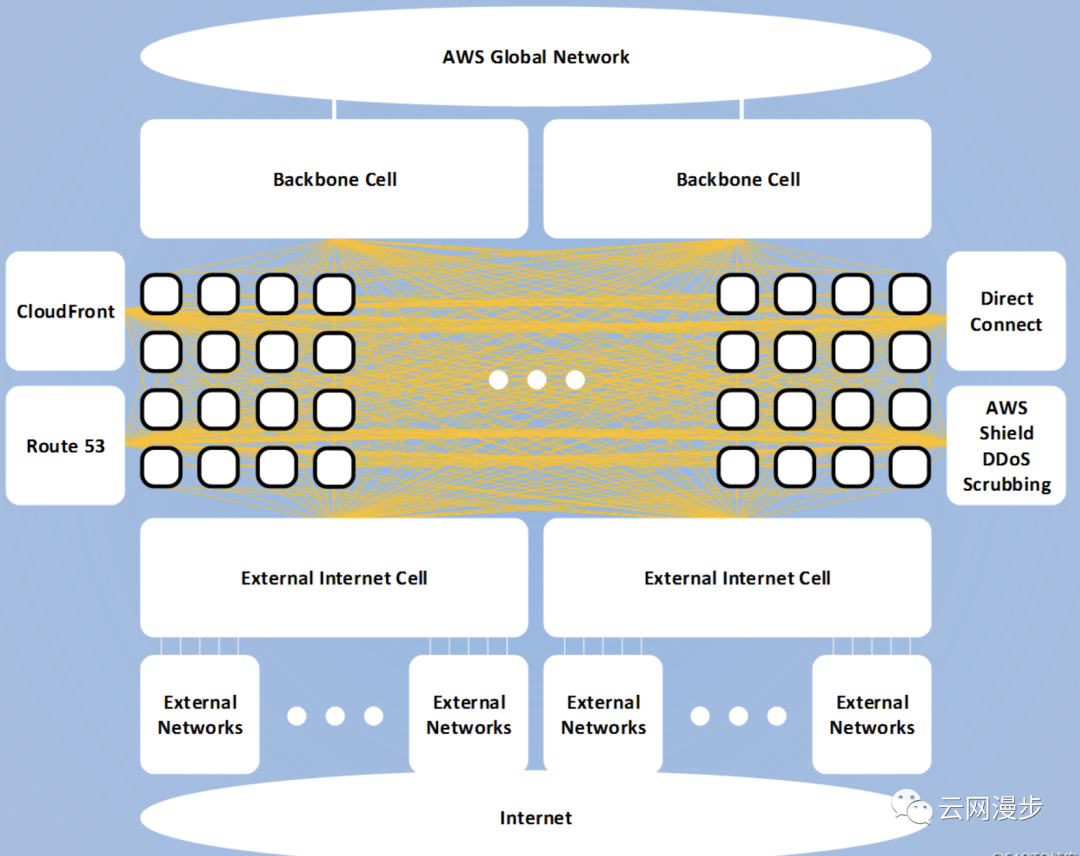 AWS Global Network
Backbone Cell
Backbone Cell
CloudFront
Direct
Connect
Route 53
AWS
Shield
DDoS
Scrubbing
External Internet Cell
External Internet Cell
External
Networks
External
Networks
External
Networks
External
Networks
Internet
云网漫步